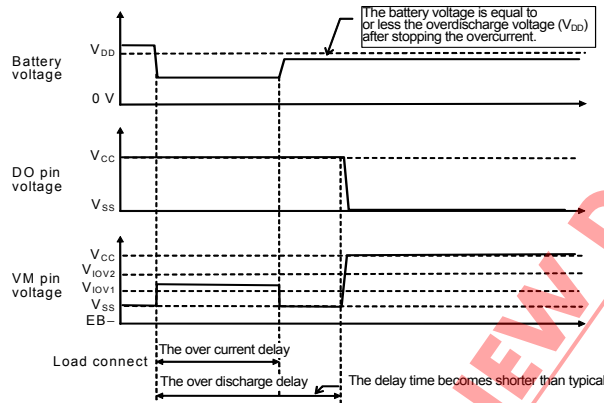 The battery voltage is equal to
or less the overdischarge voltage (VDD)
after stopping the overcurrent.
VDD
Battery
voltage
0 V
VCC
DO pin
voltage
VSS
VCC
VIOV2
VM pin
voltage
VIOV1
VSS
EB−
Load connect
The over current delay
The over discharge delay
The delay time becomes shorter than typical
NEW